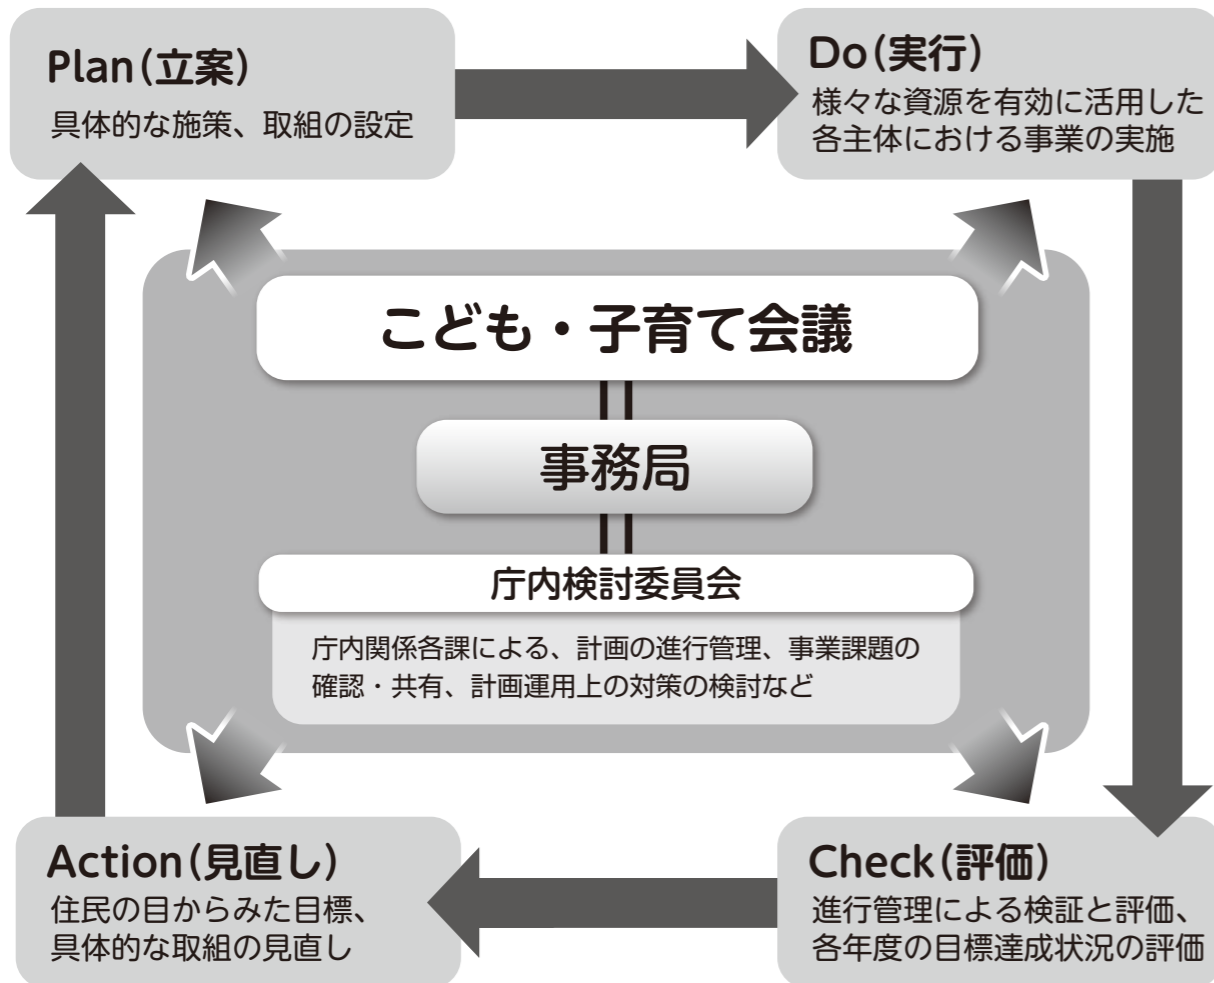 Plan(立案)
具体的な施策、取組の設定
Do(実行)
様々な資源を有効に活用した
各主体における事業の実施
こども・子育て会議
事務局
庁内検討委員会
庁内関係各課による、計画の進行管理、事業課題の
確認・共有、計画運用上の対策の検討など
Action(見直し)
住民の目からみた目標、
具体的な取組の見直し
Check(評価)
進行管理による検証と評価、
各年度の目標達成状況の評価